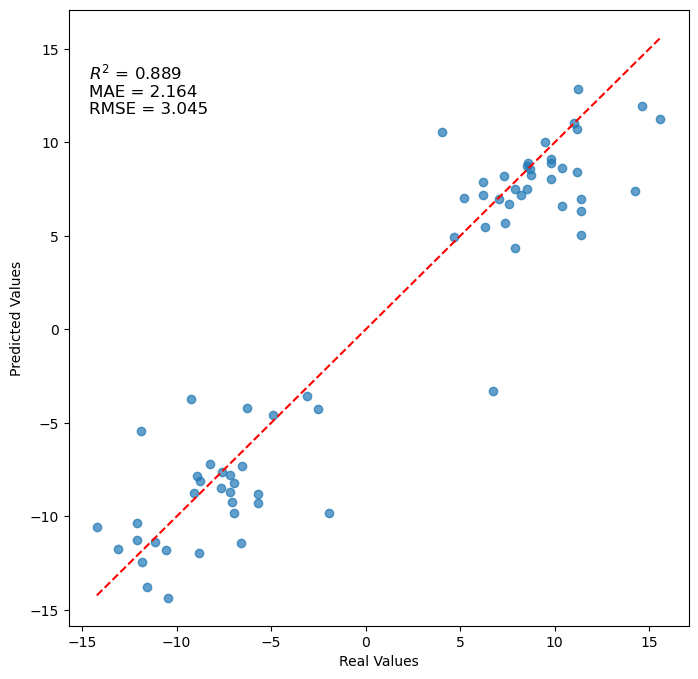 15
10
5
0
−5
−10
−15
Predicted Values
R² = 0.889
MAE = 2.164
RMSE = 3.045
−15 −10 −5 0 5 10 15
Real Values